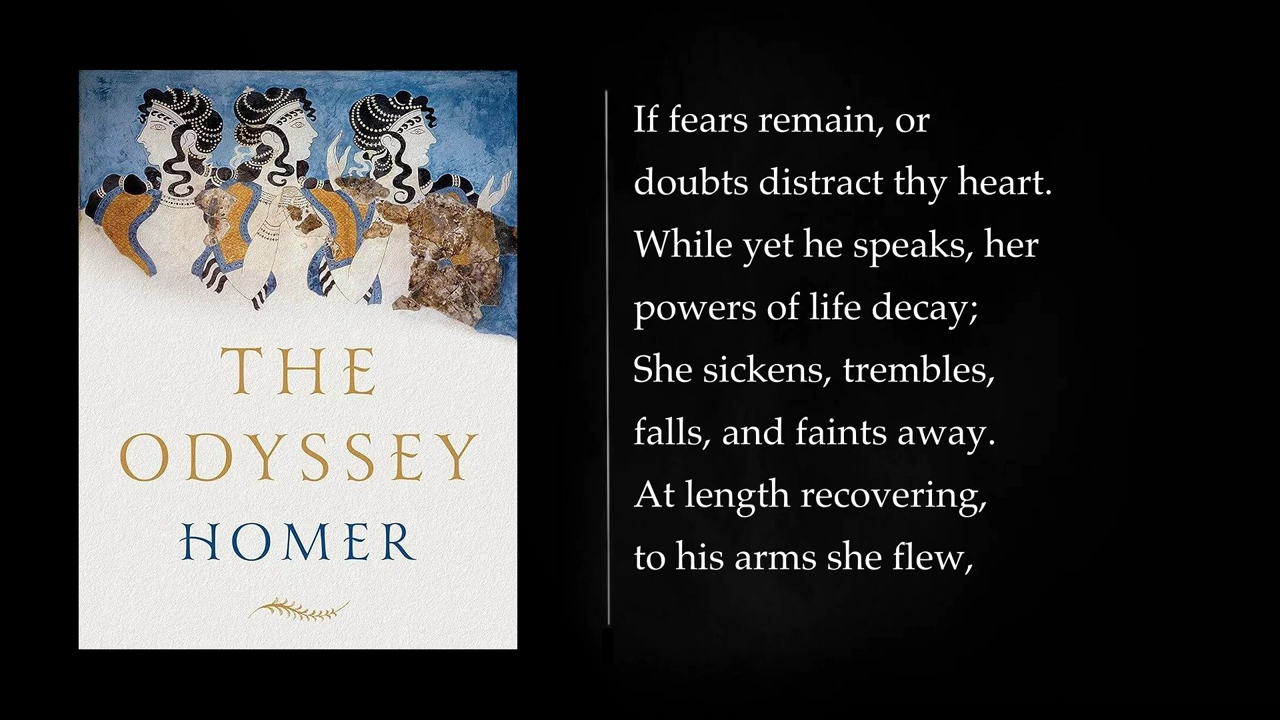 THE
ODYSSEY
HOMER
If fears remain, or
doubts distract thy heart.
While yet he speaks, her
powers of life decay;
She sickens, trembles,
falls, and faints away.
At length recovering,
to his arms she flew,